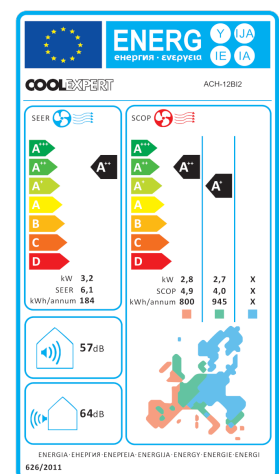 ENERG Y IJA
енергия · ενεργεια IE IA
COOLEXPERT ACH-12BI2
SEER SCOP
A+++ A+++
A++ A++ A++ A++
A+ A+ A+
A A
B B
C C
D D
kW 3,2 kW 2,8 2,7 X
SEER 6,1 SCOP 4,9 4,0 X
kWh/annum 184 kWh/annum 800 945 X
57dB
64dB
ENERGIA·ЕНЕРГИЯ·ΕΝΕΡΓΕΙΑ·ENERGIJA·ENERGY·ENERGIE·ENERGI
626/2011